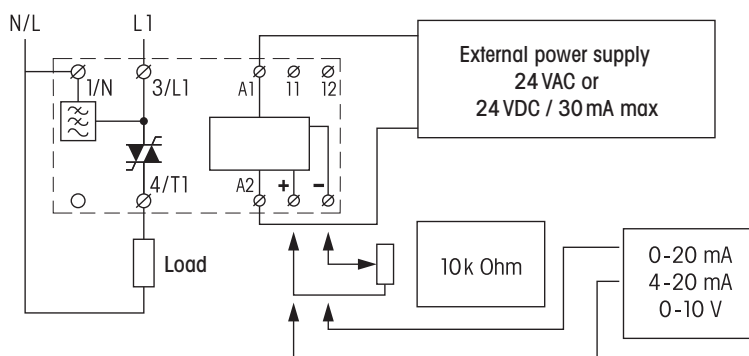 N/L
L1
External power supply
24 VAC or
24 VDC / 30 mA max
1/N
3/L1
A1
11
12
4/T1
A2
+
−
Load
10k Ohm
0-20 mA
4-20 mA
0-10 V